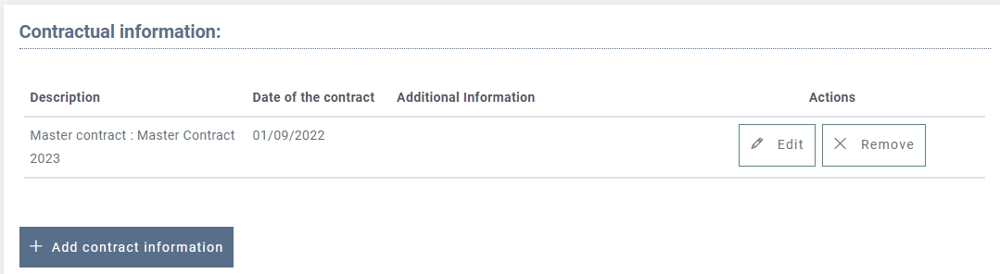 Contractual information:
Description Date of the contract Additional Information Actions
Master contract : Master Contract 01/09/2022 Edit Remove
2023
+ Add contract information